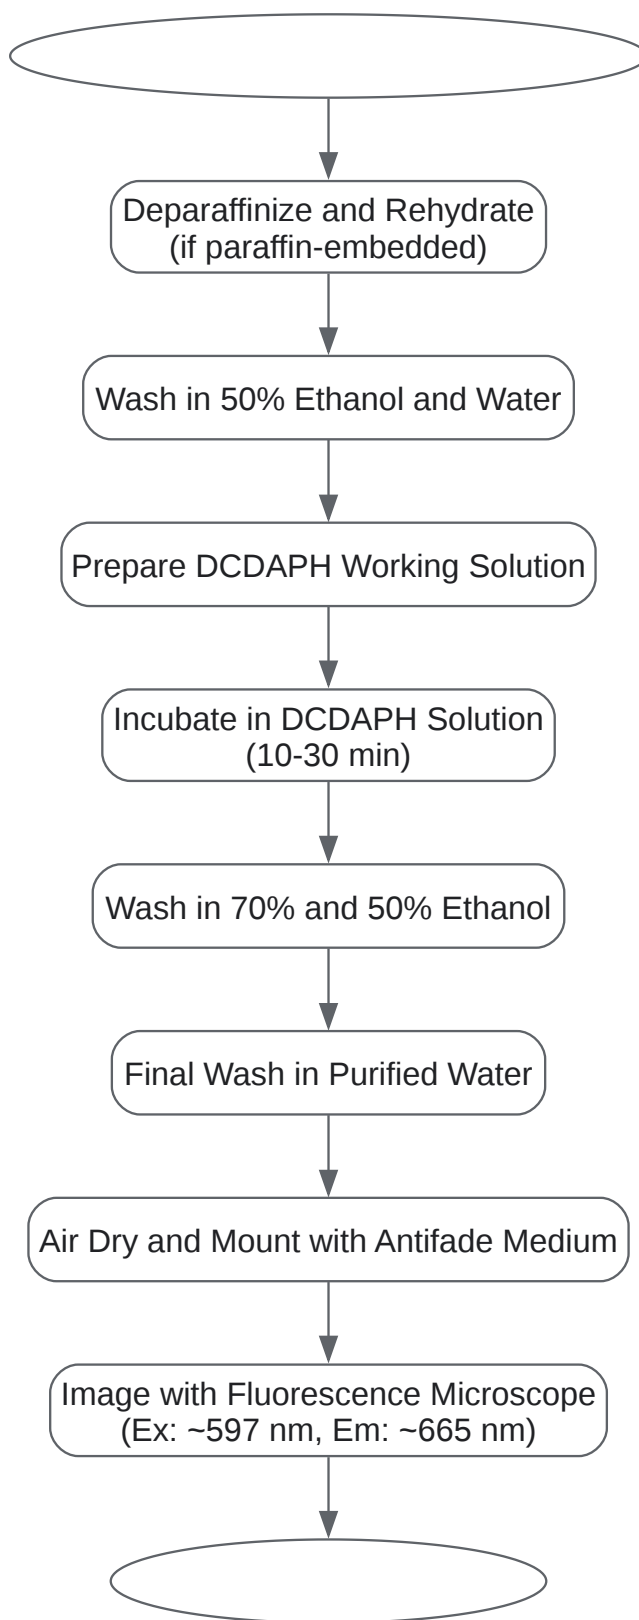 Deparaffinize and Rehydrate
(if paraffin-embedded)
Wash in 50% Ethanol and Water
Prepare DCDAPH Working Solution
Incubate in DCDAPH Solution
(10-30 min)
Wash in 70% and 50% Ethanol
Final Wash in Purified Water
Air Dry and Mount with Antifade Medium
Image with Fluorescence Microscope
(Ex: ~597 nm, Em: ~665 nm)